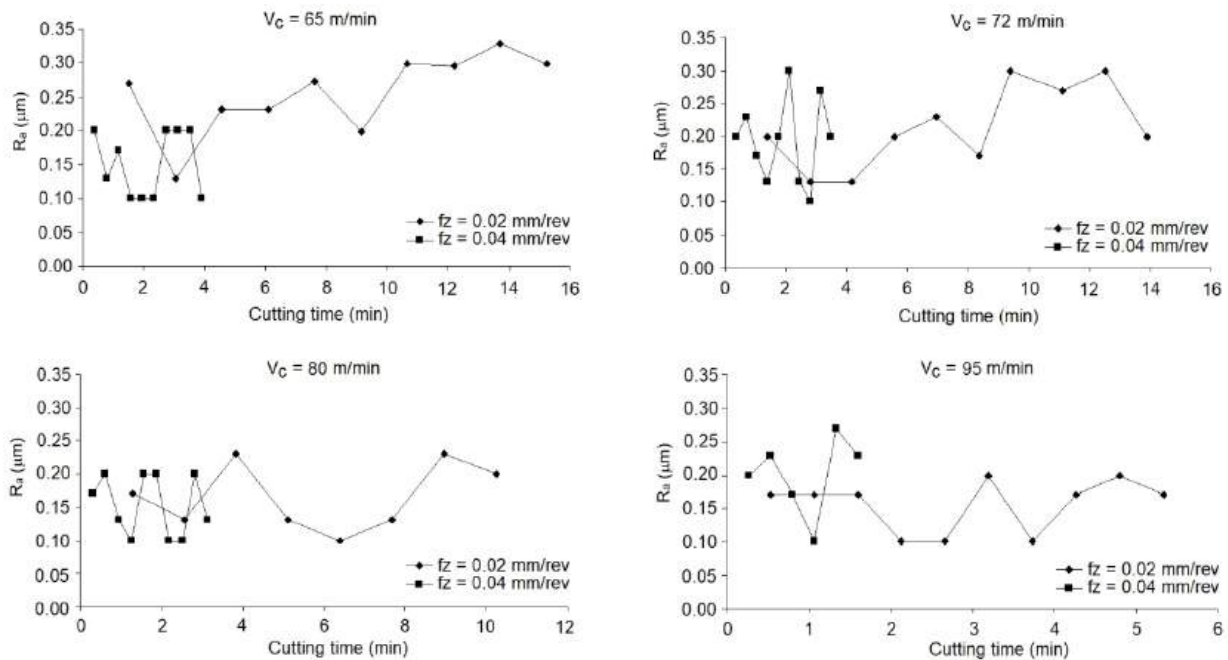 V_C = 65 m/min
0.35
0.30
0.25
0.20
0.15
0.10
0.05
0.00
Ra (µm)
fz = 0.02 mm/rev
fz = 0.04 mm/rev
0 2 4 6 8 10 12 14 16
Cutting time (min)
V_C = 72 m/min
0.35
0.30
0.25
0.20
0.15
0.10
0.05
0.00
Ra (µm)
fz = 0.02 mm/rev
fz = 0.04 mm/rev
0 2 4 6 8 10 12 14 16
Cutting time (min)
V_C = 80 m/min
0.35
0.30
0.25
0.20
0.15
0.10
0.05
0.00
Ra (µm)
fz = 0.02 mm/rev
fz = 0.04 mm/rev
0 2 4 6 8 10 12
Cutting time (min)
V_C = 95 m/min
0.35
0.30
0.25
0.20
0.15
0.10
0.05
0.00
Ra (µm)
fz = 0.02 mm/rev
fz = 0.04 mm/rev
0 1 2 3 4 5 6
Cutting time (min)